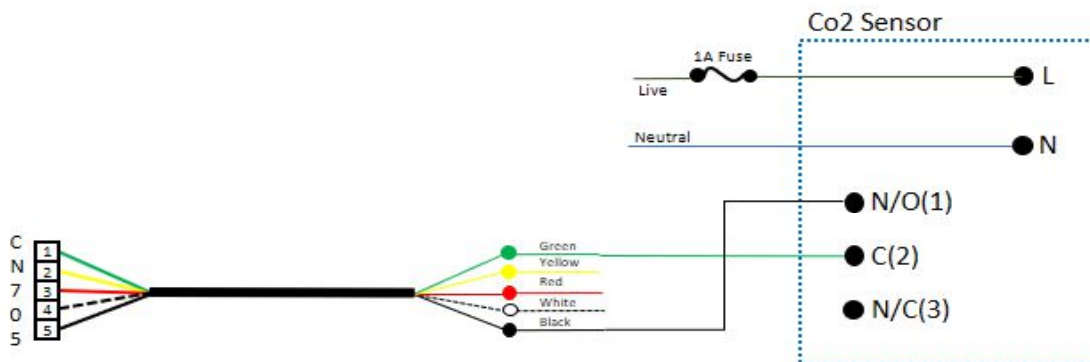 Co2 Sensor
1A Fuse
Live
L
Neutral
N
N/O(1)
C(2)
N/C(3)
C
N
7
0
5
1
2
3
4
5
Green
Yellow
Red
White
Black